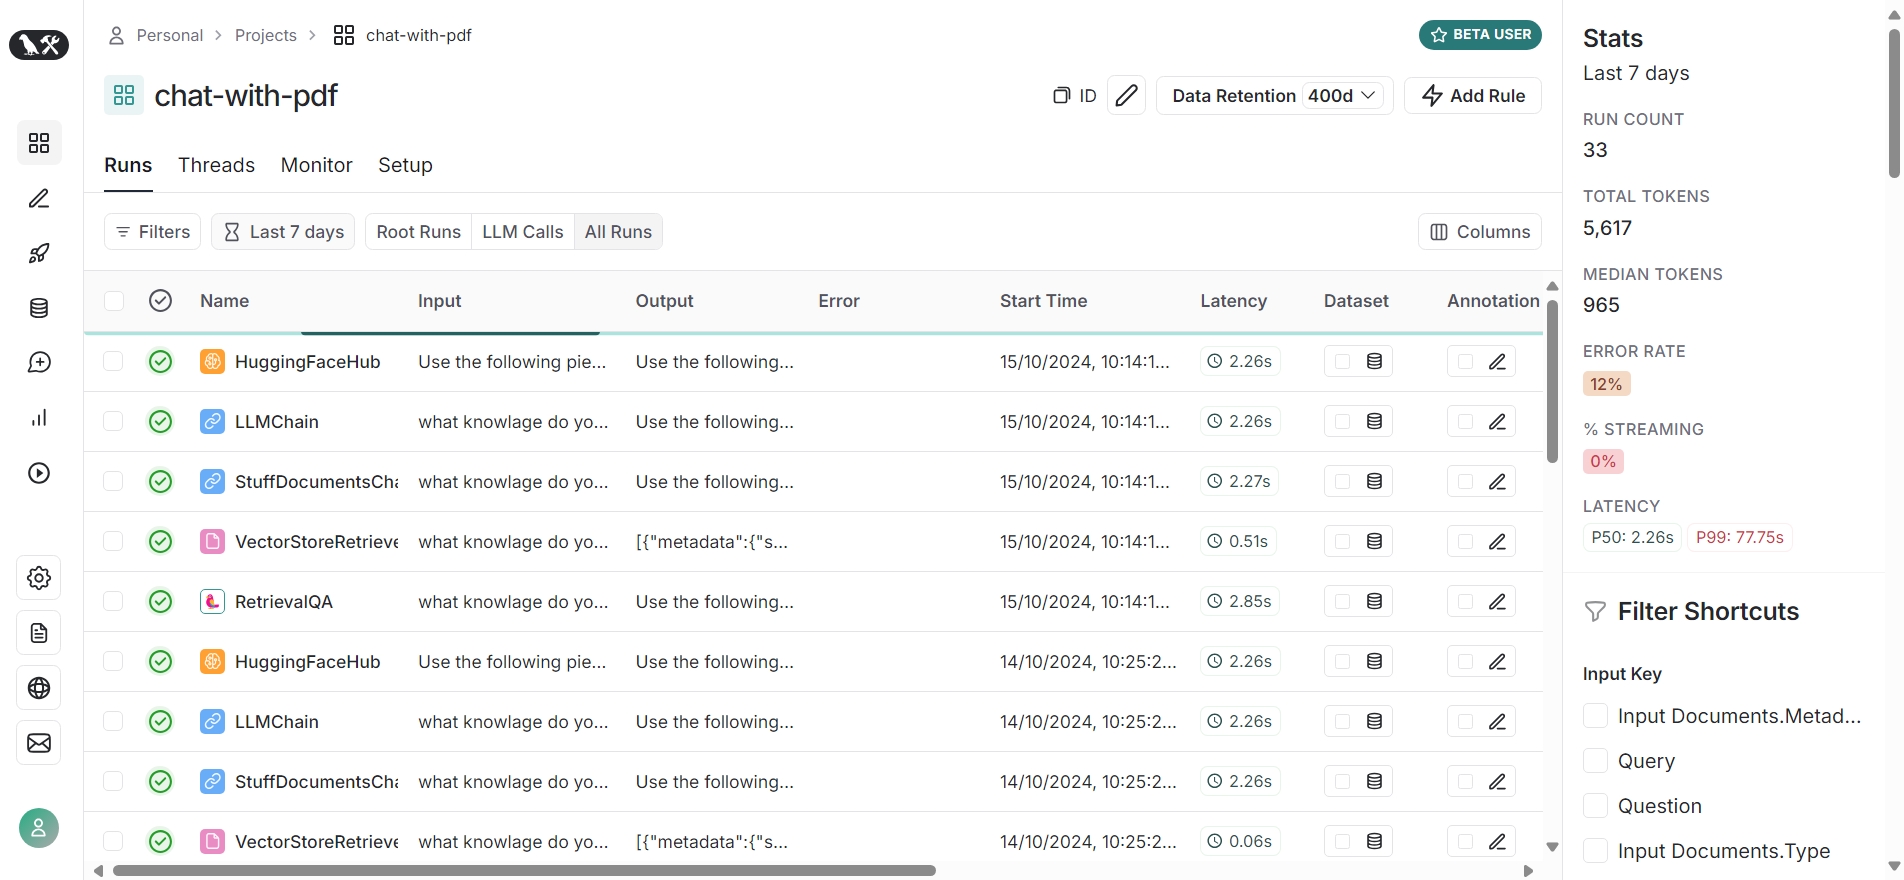 Personal Projects chat-with-pdf
BETA USER
chat-with-pdf
ID
Data Retention 400d
Add Rule
Runs Threads Monitor Setup
Filters Last 7 days Root Runs LLM Calls All Runs Columns
Name Input Output Error Start Time Latency Dataset Annotation
HuggingFaceHub Use the following pie... Use the following... 15/10/2024, 10:14:1... 2.26s
LLMChain what knowlage do yo... Use the following... 15/10/2024, 10:14:1... 2.26s
StuffDocumentsCha what knowlage do yo... Use the following... 15/10/2024, 10:14:1... 2.27s
VectorStoreRetrieve what knowlage do yo... [{"metadata":{"s... 15/10/2024, 10:14:1... 0.51s
RetrievalQA what knowlage do yo... Use the following... 15/10/2024, 10:14:1... 2.85s
HuggingFaceHub Use the following pie... Use the following... 14/10/2024, 10:25:2... 2.26s
LLMChain what knowlage do yo... Use the following... 14/10/2024, 10:25:2... 2.26s
StuffDocumentsCha what knowlage do yo... Use the following... 14/10/2024, 10:25:2... 2.26s
VectorStoreRetrieve what knowlage do yo... [{"metadata":{"s... 14/10/2024, 10:25:2... 0.06s
Stats
Last 7 days
RUN COUNT
33
TOTAL TOKENS
5,617
MEDIAN TOKENS
965
ERROR RATE
12%
% STREAMING
0%
LATENCY
P50: 2.26s P99: 77.75s
Filter Shortcuts
Input Key
Input Documents.Metad...
Query
Question
Input Documents.Type